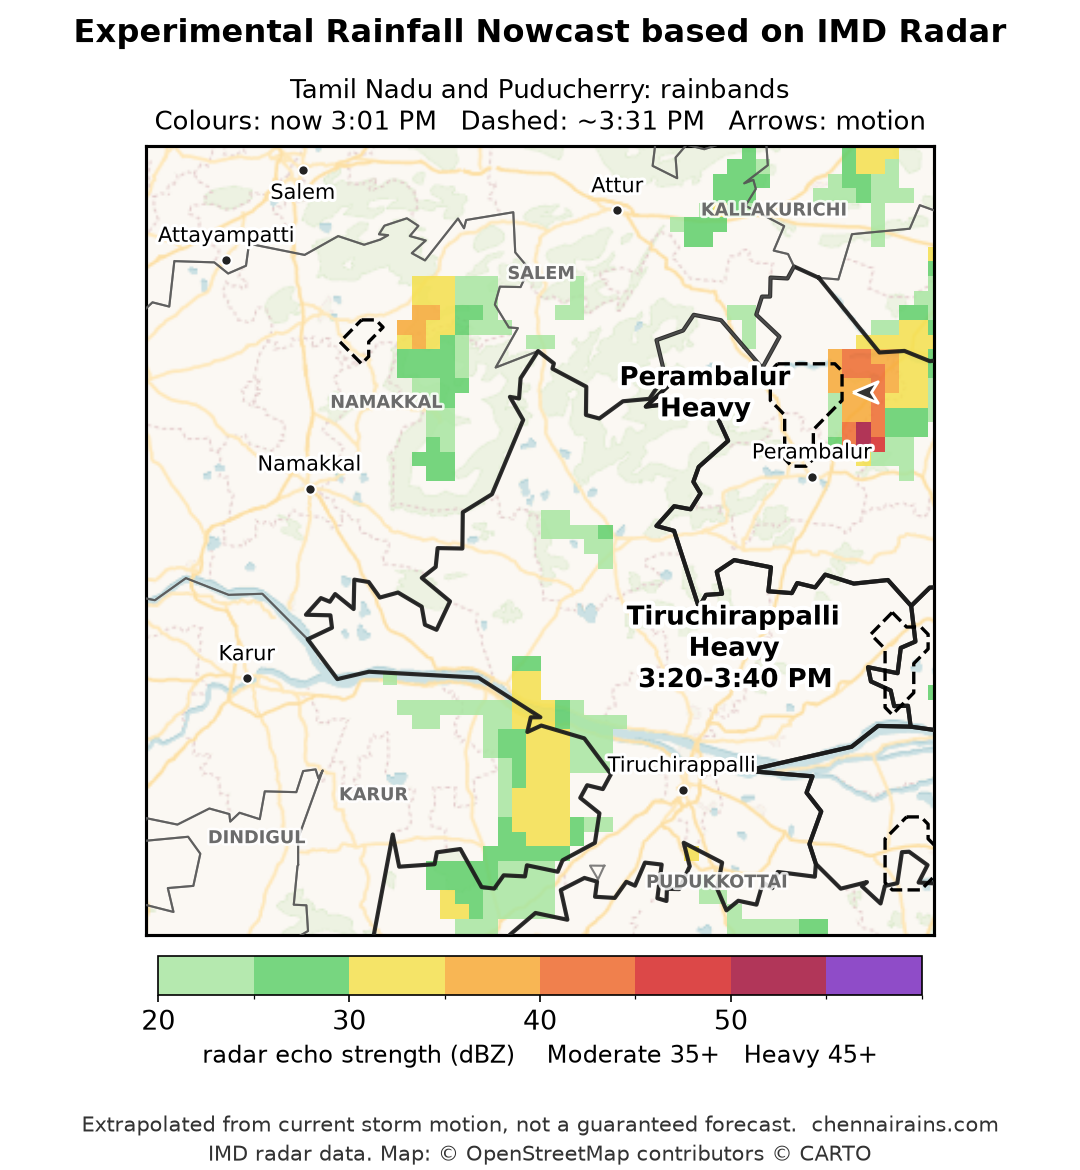 Experimental Rainfall Nowcast based on IMD Radar
Tamil Nadu and Puducherry: rainbands
Colours: now 3:01 PM   Dashed: ~3:31 PM   Arrows: motion
Salem
Attur
KALLAKURICHI
Attayampatti
SALEM
Perambalur
Heavy
NAMAKKAL
Perambalur
Namakkal
Tiruchirappalli
Heavy
3:20-3:40 PM
Karur
Tiruchirappalli
KARUR
DINDIGUL
PUDUKKOTTAI
20 30 40 50
radar echo strength (dBZ)    Moderate 35+   Heavy 45+
Extrapolated from current storm motion, not a guaranteed forecast.  chennairains.com
IMD radar data. Map: © OpenStreetMap contributors © CARTO